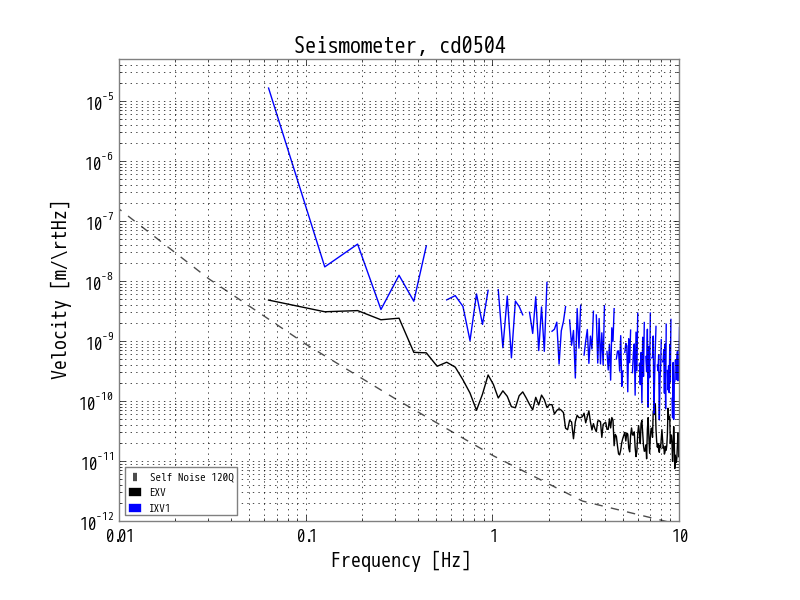 Seismometer, cd0504
Velocity [m/\rtHz]
10^-5
10^-6
10^-7
10^-8
10^-9
10^-10
10^-11
10^-12
Self Noise 120Q
EXV
IXV1
0.01
0.1
1
10
Frequency [Hz]